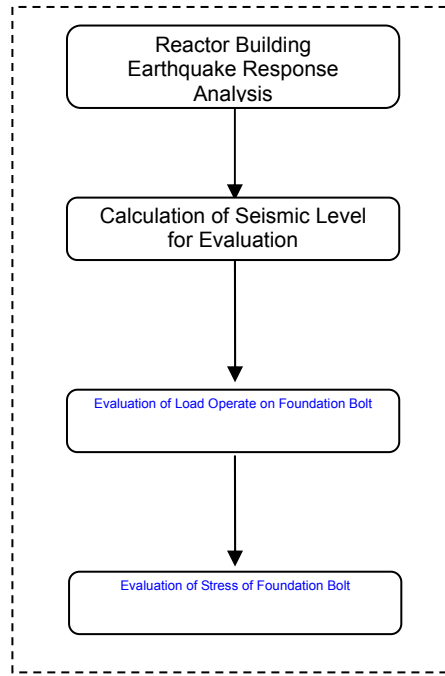 Reactor Building
Earthquake Response
Analysis
Calculation of Seismic Level
for Evaluation
Evaluation of Load Operate on Foundation Bolt
Evaluation of Stress of Foundation Bolt